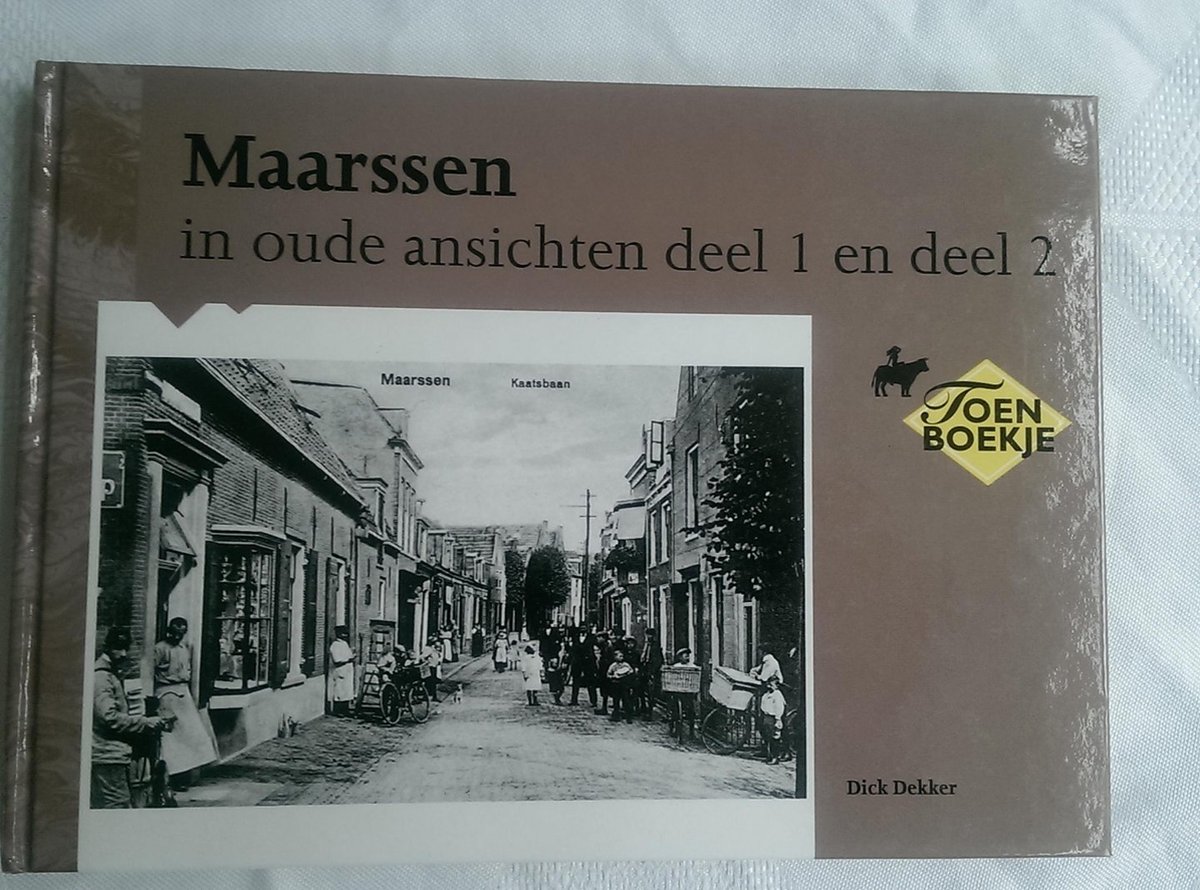 Maarssen
in oude ansichten deel 1 en deel 2
Maarssen Kaatsbaan
TOEN
BOEKJE
P
Dick Dekker